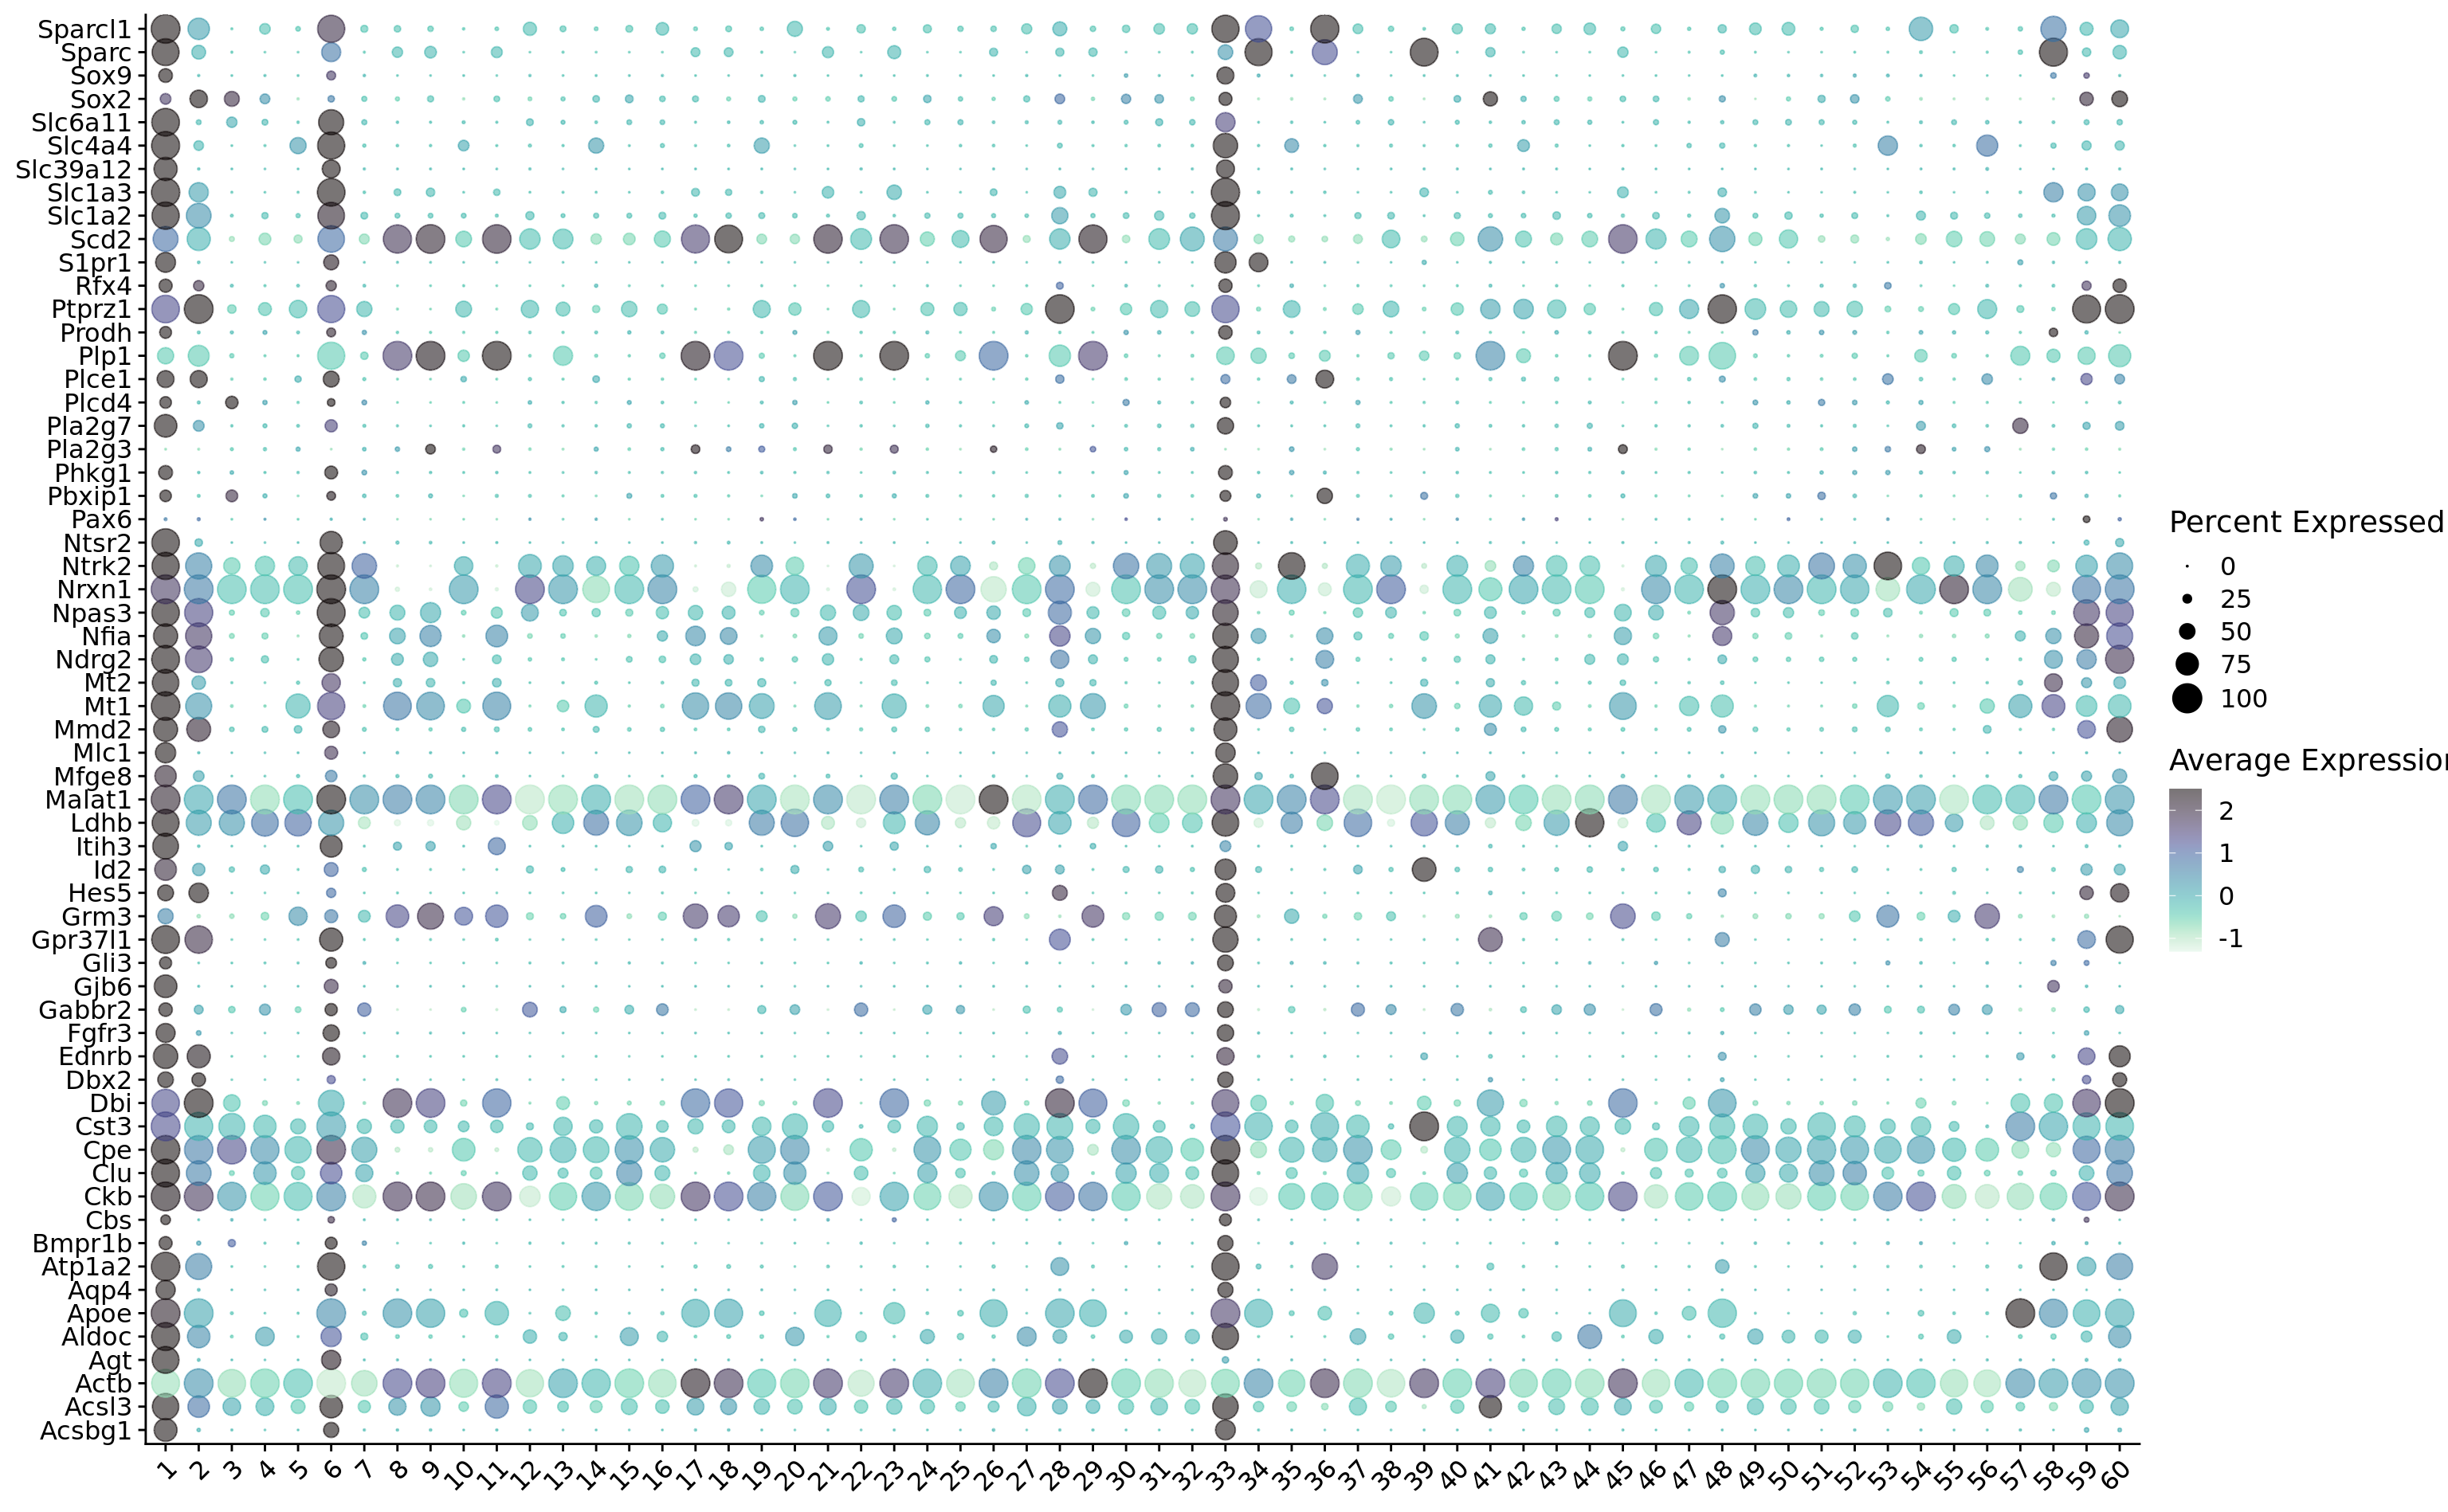 Sparcl1
Sparc
Sox9
Sox2
Slc6a11
Slc4a4
Slc39a12
Slc1a3
Slc1a2
Scd2
S1pr1
Rfx4
Ptprz1
Prodh
Plp1
Plce1
Plcd4
Pla2g7
Pla2g3
Phkg1
Pbxip1
Pax6
Ntsr2
Ntrk2
Nrxn1
Npas3
Nfia
Ndrg2
Mt2
Mt1
Mmd2
Mlc1
Mfge8
Malat1
Ldhb
Itih3
Id2
Hes5
Grm3
Gpr37l1
Gli3
Gjb6
Gabbr2
Fgfr3
Ednrb
Dbx2
Dbi
Cst3
Cpe
Clu
Ckb
Cbs
Bmpr1b
Atp1a2
Aqp4
Apoe
Aldoc
Agt
Actb
Acsl3
Acsbg1
1 2 3 4 5 6 7 8 9 10 11 12 13 14 15 16 17 18 19 20 21 22 23 24 25 26 27 28 29 30 31 32 33 34 35 36 37 38 39 40 41 42 43 44 45 46 47 48 49 50 51 52 53 54 55 56 57 58 59 60
Percent Expressed
0
25
50
75
100
Average Expressio
2
1
0
-1